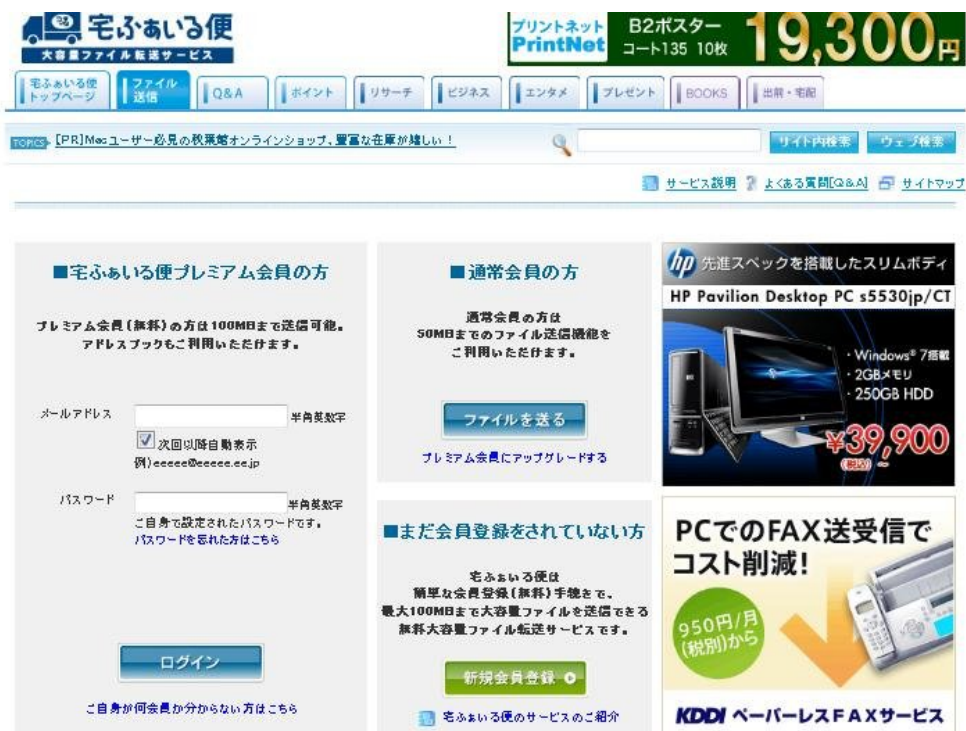 宅ふぁいる便
大容量ファイル転送サービス
プリントネット
PrintNet
B2ポスター
コート135 10枚
19,300円
宅ふぁいる便
トップページ
ファイル
送信
Q&A
ポイント
リサーチ
ビジネス
エンタメ
プレゼント
BOOKS
出前・宅配
TOPICS
[PR]Macユーザー必見の秋葉館オンラインショップ、豊富な在庫が嬉しい！
サイト内検索
ウェブ検索
サービス説明
よくある質問[Q&A]
サイトマップ
■宅ふぁいる便プレミアム会員の方
プレミアム会員(無料)の方は100MBまで送信可能。
アドレスブックもご利用いただけます。
メールアドレス
半角英数字
次回以降自動表示
例)eeeee@eeeee.ee.jp
パスワード
半角英数字
ご自身で設定されたパスワードです。
パスワードを忘れた方はこちら
ログイン
ご自身が何会員か分からない方はこちら
■通常会員の方
通常会員の方は
50MBまでのファイル送信機能を
ご利用いただけます。
ファイルを送る
プレミアム会員にアップグレードする
■まだ会員登録をされていない方
宅ふぁいる便は
簡単な会員登録(無料)手続きで、
最大100MBまで大容量ファイルを送信できる
無料大容量ファイル転送サービスです。
新規会員登録
宅ふぁいる便のサービスのご紹介
hp 先進スペックを搭載したスリムボディ
HP Pavilion Desktop PC s5530jp/CT
・Windows® 7搭載
・2GBメモリ
・250GB HDD
¥39,900
(税込) ～
PCでのFAX送受信で
コスト削減!
950円/月
(税別)から
KDDI ペーパーレスFAXサービス